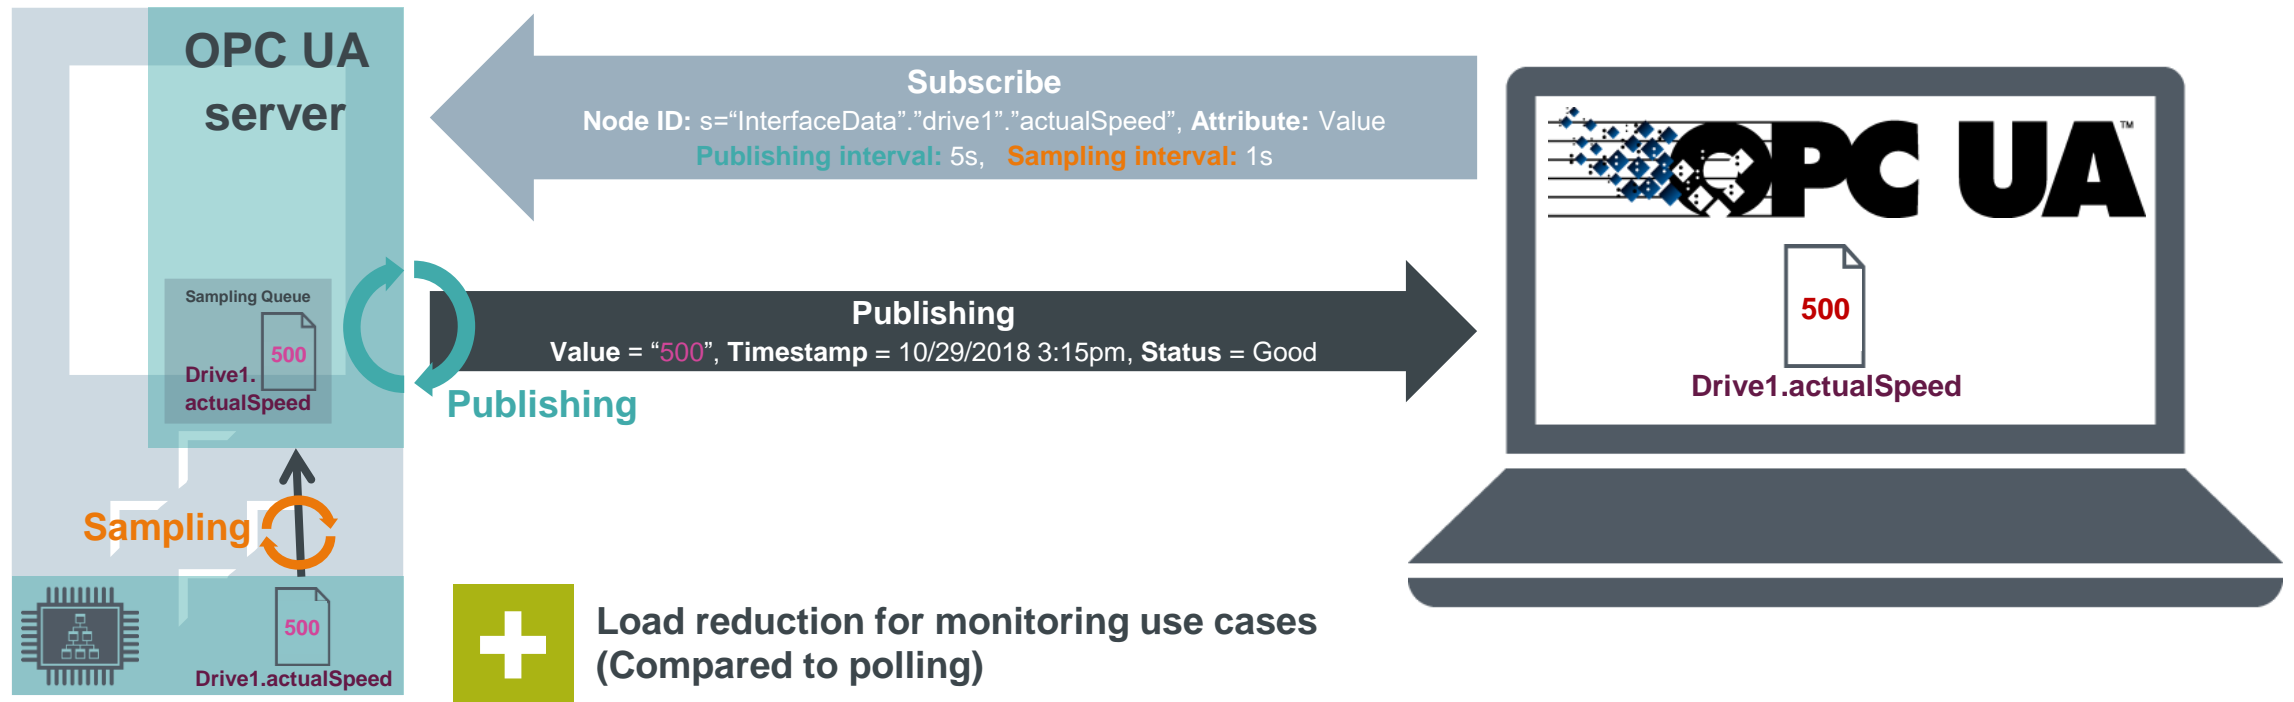 OPC UA
server
Subscribe
Node ID: s=“InterfaceData”.”drive1”.”actualSpeed”, Attribute: Value
Publishing interval: 5s, Sampling interval: 1s
OPC UA™
Sampling Queue
500
Drive1.
actualSpeed
Publishing
Value = “500”, Timestamp = 10/29/2018 3:15pm, Status = Good
Publishing
500
Drive1.actualSpeed
Sampling
500
Drive1.actualSpeed
Load reduction for monitoring use cases
(Compared to polling)